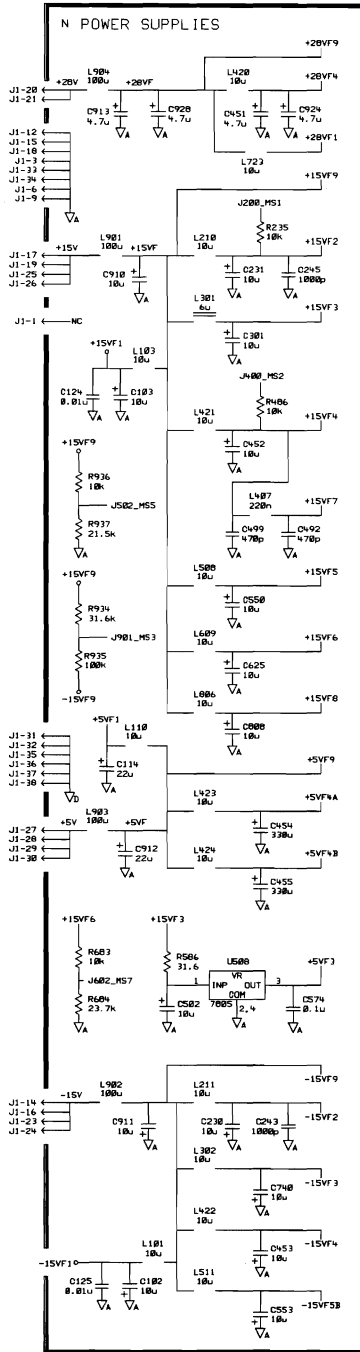 N POWER SUPPLIES
+28VF9
J1-20 +28V L904 100u +28VF L420 10u +28VF4
J1-21
C913 4.7u C928 4.7u C451 4.7u C924 4.7u
A A A A
L723 10u +28VF1
J1-12
J1-15
J1-18
J1-3
J1-33
J1-34
J1-6
J1-9
A
+15VF9
J200_MS1
R235 10k
J1-17 +15V L901 100u +15VF L210 10u +15VF2
J1-19
J1-25
J1-26
C910 10u C231 10u C245 1000p
A A A
J1-1 NC
L301 6u +15VF3
C301 10u
A
+15VF1 L103 10u
C124 0.01u C103 10u
A A
J400_MS2
R486 10k
L421 10u +15VF4
C452 10u
A
L407 220n +15VF7
C499 470p C492 470p
A A
+15VF9
R936 10k
J502_MS5
R937 21.5k
A
L508 10u +15VF5
C550 10u
A
+15VF9
R934 31.6k
J901_MS3
R935 100k
-15VF9
L609 10u +15VF6
C625 10u
A
L806 10u +15VF8
C808 10u
A
+5VF1 L110 10u
C114 22u
A
J1-31
J1-32
J1-35
J1-36
J1-37
J1-38
D
+5VF9
L423 10u +5VF4A
C454 330u
A
J1-27 +5V L903 100u +5VF
J1-28
J1-29
J1-30
C912 22u
A
L424 10u +5VF4B
C455 330u
A
+15VF6
R683 10k
J602_MS7
R684 23.7k
A
+15VF3
R586 31.6
U508
1 INP VR OUT 3 +5VF3
COM
7805 2,4
C502 10u C574 0.1u
A A A
-15VF9
J1-14 -15V L902 100u L211 10u -15VF2
J1-16
J1-23
J1-24
C911 10u C230 10u C243 1000p
A A A
L302 10u -15VF3
C740 10u
A
L422 10u -15VF4
C453 10u
A
-15VF1 L101 10u
C125 0.01u C102 10u
A A
L511 10u -15VF5B
C553 10u
A